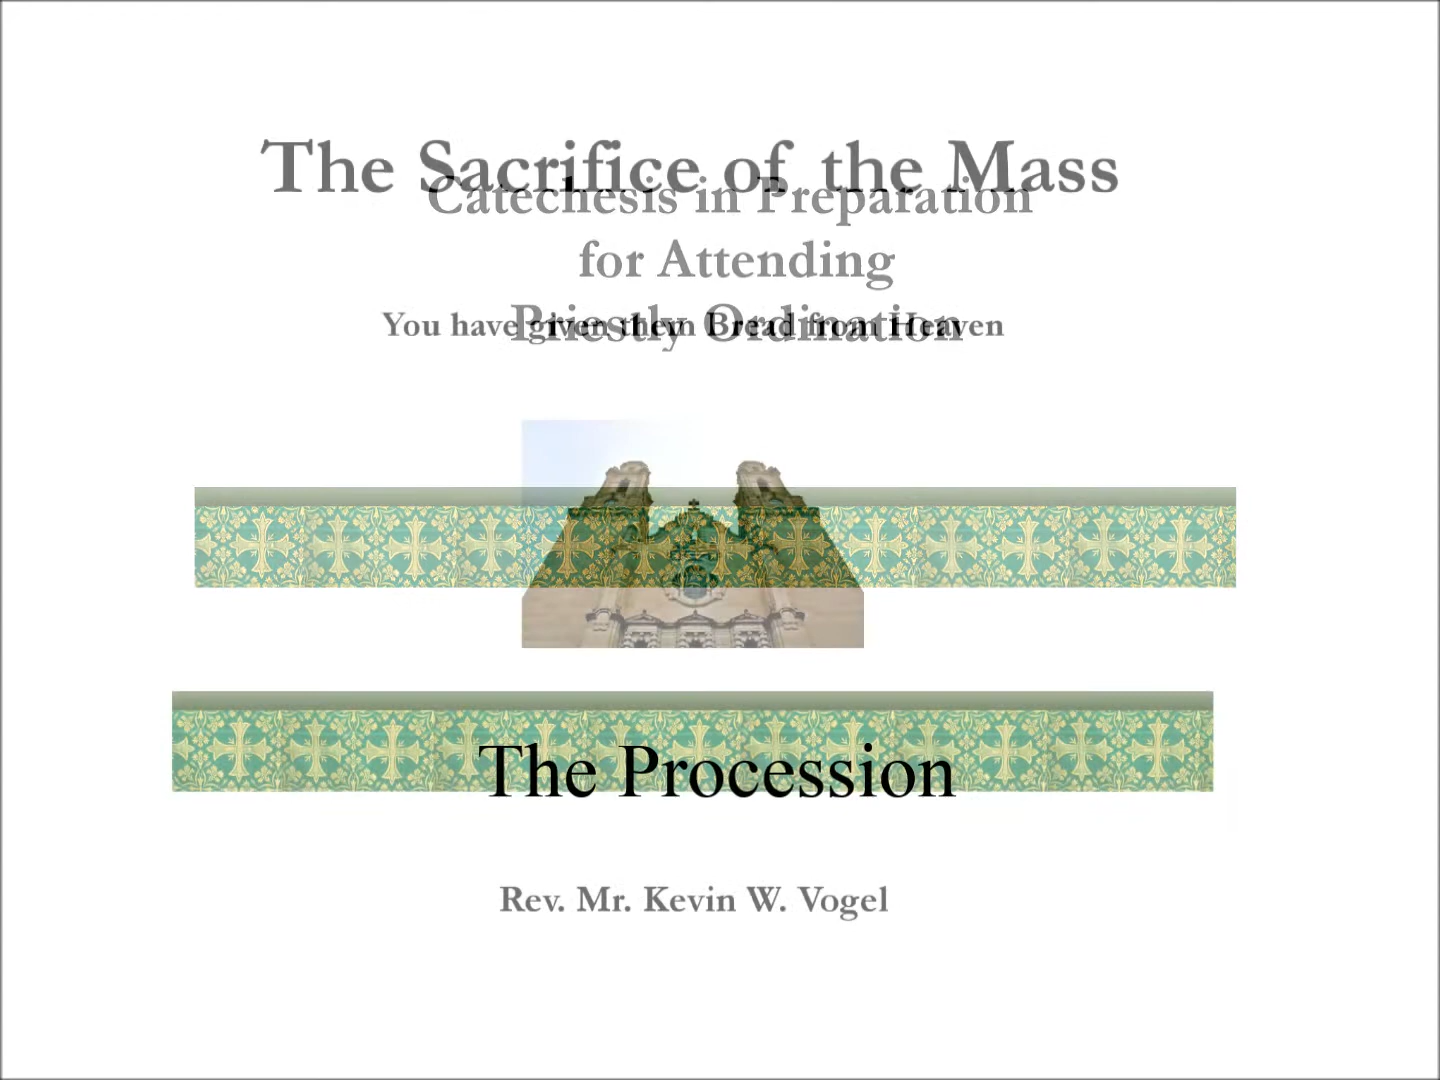 The Sacrifice of the Mass
Catechesis in Preparation
for Attending
Priestly Ordination
You have given them Bread from Heaven
The Procession
Rev. Mr. Kevin W. Vogel